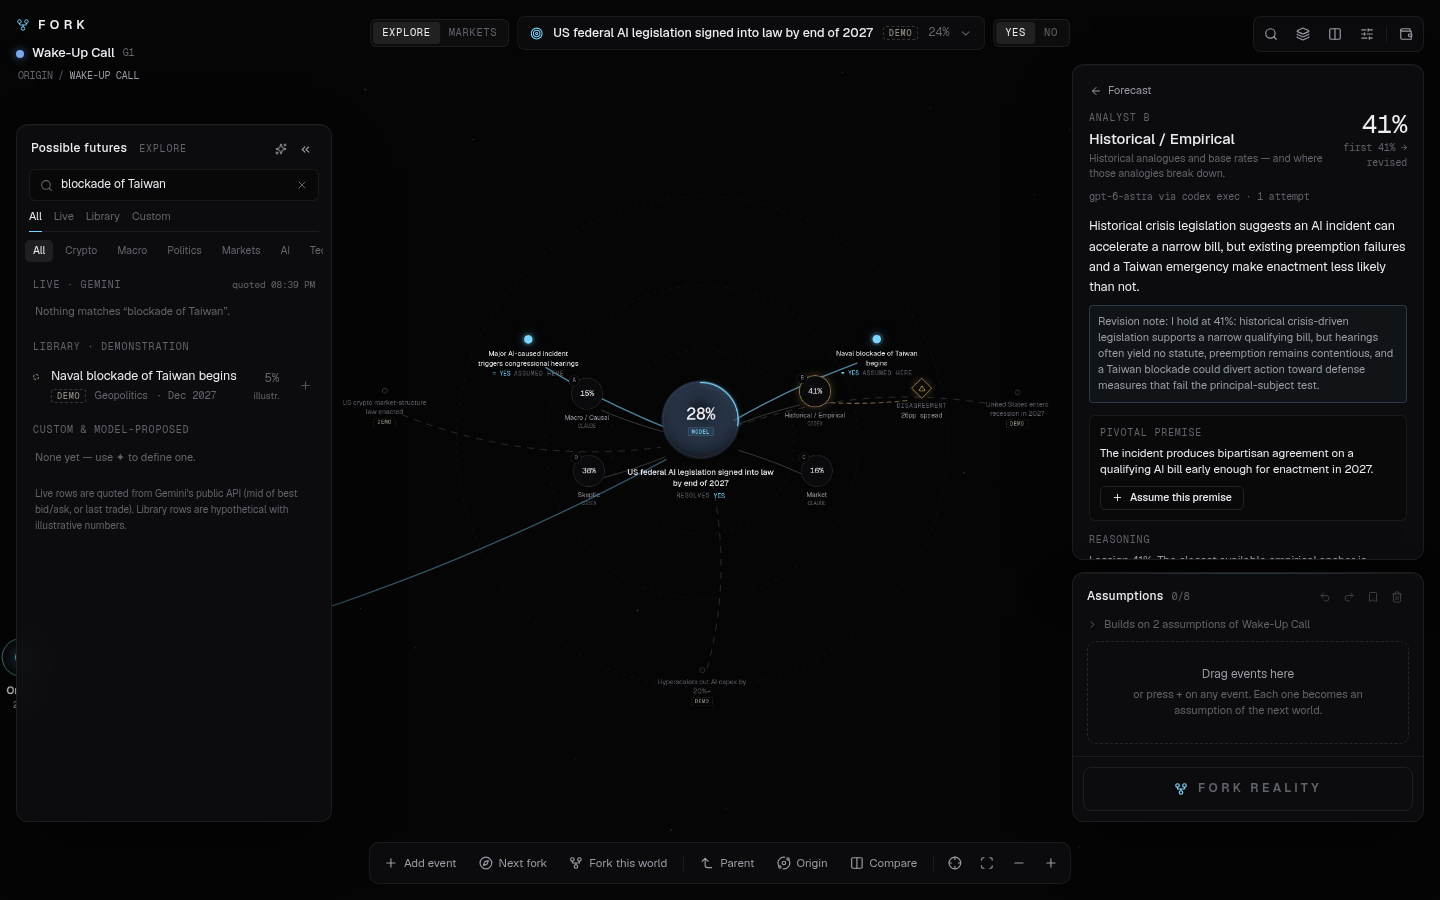 FORK
Wake-Up Call G1
ORIGIN / WAKE-UP CALL
EXPLORE MARKETS
US federal AI legislation signed into law by end of 2027 DEMO 24%
YES NO
Possible futures EXPLORE
blockade of Taiwan
All Live Library Custom
All Crypto Macro Politics Markets AI
LIVE · GEMINI quoted 08:39 PM
Nothing matches “blockade of Taiwan”.
LIBRARY · DEMONSTRATION
Naval blockade of Taiwan begins 5%
DEMO Geopolitics · Dec 2027 illustr.
CUSTOM & MODEL-PROPOSED
None yet — use ✦ to define one.
Live rows are quoted from Gemini's public API (mid of best
bid/ask, or last trade). Library rows are hypothetical with
illustrative numbers.
Major AI-caused incident
triggers congressional hearings
YES ASSUMED HERE
Naval blockade of Taiwan
begins
YES ASSUMED HERE
A
15%
Macro / Causal
CLAUDE
B
41%
Historical / Empirical
CODEX
DISAGREEMENT
26pp spread
US crypto market-structure
law enacted
DEMO
United States enters
recession in 2027
DEMO
28%
MODEL
US federal AI legislation signed into law
by end of 2027
RESOLVES YES
D
38%
Skeptic
CODEX
C
16%
Market
CLAUDE
Hyperscalers cut AI capex by
20%+
DEMO
Forecast
ANALYST B
41%
Historical / Empirical
first 41% →
revised
Historical analogues and base rates — and where
those analogies break down.
gpt-6-astra via codex exec · 1 attempt
Historical crisis legislation suggests an AI incident can
accelerate a narrow bill, but existing preemption failures
and a Taiwan emergency make enactment less likely
than not.
Revision note: I hold at 41%: historical crisis-driven
legislation supports a narrow qualifying bill, but hearings
often yield no statute, preemption remains contentious, and
a Taiwan blockade could divert action toward defense
measures that fail the principal-subject test.
PIVOTAL PREMISE
The incident produces bipartisan agreement on a
qualifying AI bill early enough for enactment in 2027.
+ Assume this premise
REASONING
Assumptions 0/8
Builds on 2 assumptions of Wake-Up Call
Drag events here
or press + on any event. Each one becomes an
assumption of the next world.
FORK REALITY
Add event Next fork Fork this world Parent Origin Compare